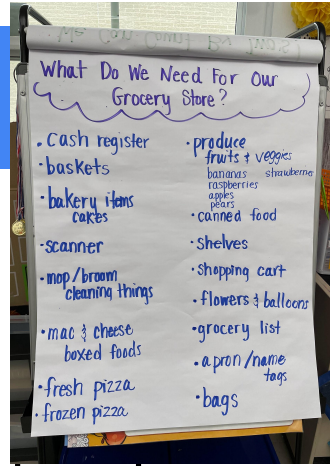 What Do We Need For Our
Grocery Store?
• cash register
• baskets
• bakery items
cakes
• scanner
• mop/broom
cleaning things
• mac & cheese
boxed foods
• fresh pizza
• frozen pizza
• produce
fruits & veggies
bananas strawberries
raspberries
apples
pears
• canned food
• shelves
• shopping cart
• flowers & balloons
• grocery list
• apron/name
tags
• bags